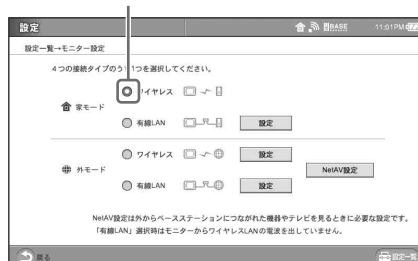 設定
BASE 11:01PM
設定一覧→モニター設定
4つの接続タイプのうち1つを選択してください。
家モード
ワイヤレス
有線LAN 設定
外モード
ワイヤレス 設定
NetAV設定
有線LAN 設定
NetAV設定は外からベースステーションにつながれた機器やテレビを見るときに必要な設定です。
「有線LAN」選択時はモニターからワイヤレスLANの電波を出していません。
戻る 設定一覧